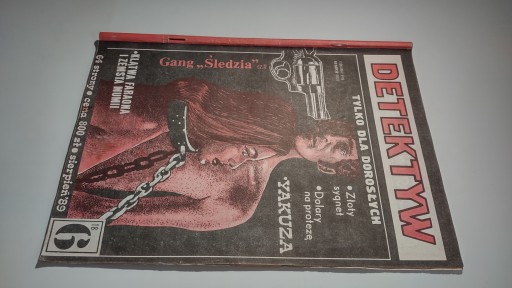 DETEKTYW
TYLKO DLA DOROSŁYCH
Gang „Śledzia"
•KLĄTWA FARAONA
I ZEMSTA MUMII
•Złoty
sygnet
•Dolary
na protezę
•YAKUZA
64 strony • cena 800 zł • sierpień '89